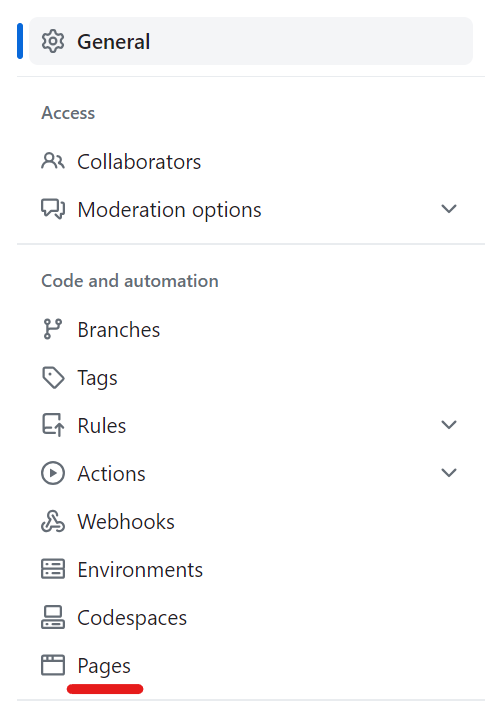 General
Access
Collaborators
Moderation options
Code and automation
Branches
Tags
Rules
Actions
Webhooks
Environments
Codespaces
Pages